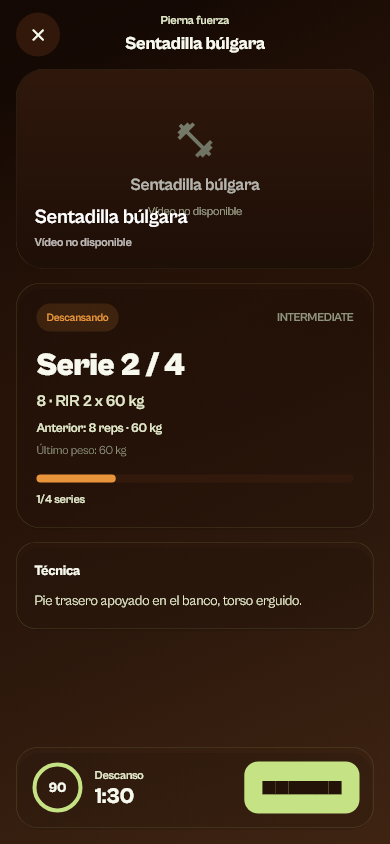 Pierna fuerza
Sentadilla búlgara
Sentadilla búlgara
Vídeo no disponible
Sentadilla búlgara
Vídeo no disponible
Descansando
INTERMEDIATE
Serie 2 / 4
8 · RIR 2 x 60 kg
Anterior: 8 reps · 60 kg
Último peso: 60 kg
1/4 series
Técnica
Pie trasero apoyado en el banco, torso erguido.
90
Descanso
1:30